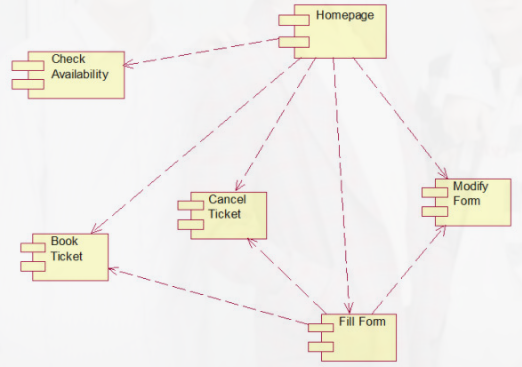 Homepage
Check
Availability
Cancel
Ticket
Modify
Form
Book
Ticket
Fill Form